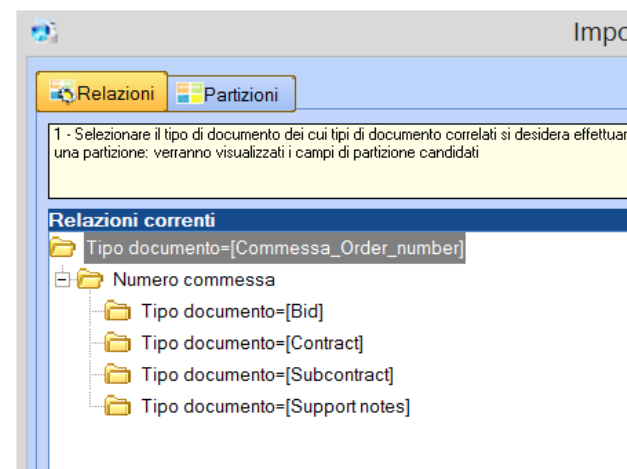 Impo
Relazioni
Partizioni
1 - Selezionare il tipo di documento dei cui tipi di documento correlati si desidera effettuar
una partizione: verranno visualizzati i campi di partizione candidati
Relazioni correnti
Tipo documento=[Commessa_Order_number]
Numero commessa
Tipo documento=[Bid]
Tipo documento=[Contract]
Tipo documento=[Subcontract]
Tipo documento=[Support notes]